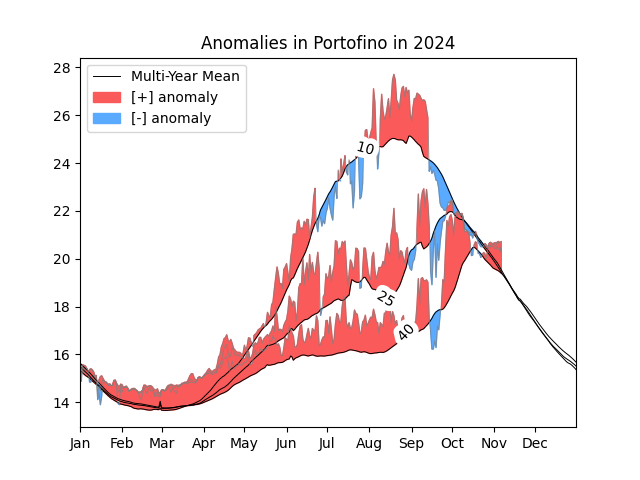 Anomalies in Portofino in 2024
Multi-Year Mean
[+] anomaly
[-] anomaly
28
26
24
22
20
18
16
14
10
25
40
Jan Feb Mar Apr May Jun Jul Aug Sep Oct Nov Dec